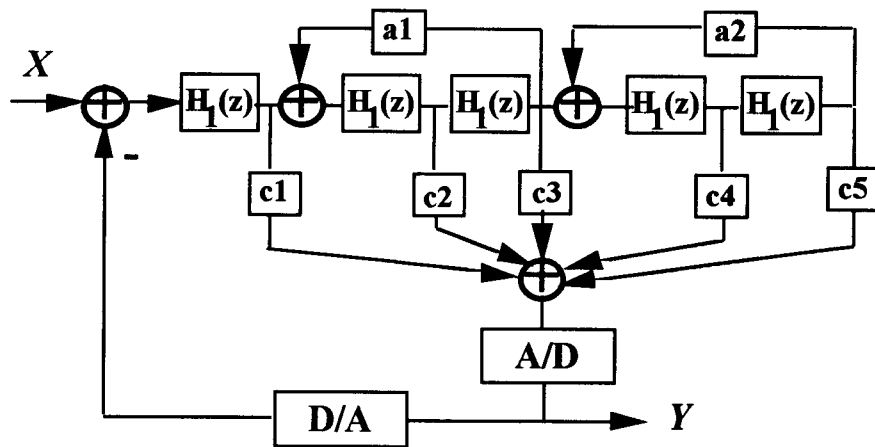 a1
a2
X
H1(z)
H1(z)
H1(z)
H1(z)
H1(z)
-
c1
c2
c3
c4
c5
A/D
D/A
Y